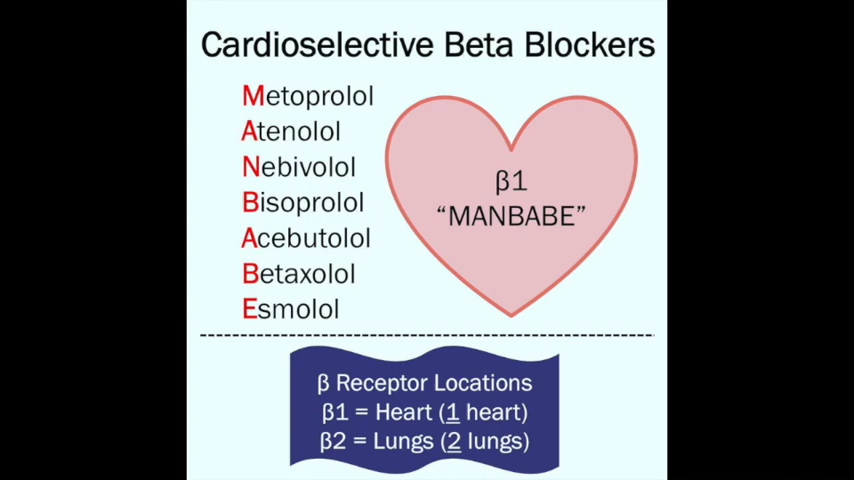 Cardioselective Beta Blockers
Metoprolol
Atenolol
Nebivolol
Bisoprolol
Acebutolol
Betaxolol
Esmolol
β1
“MANBABE”
β Receptor Locations
β1 = Heart (1 heart)
β2 = Lungs (2 lungs)